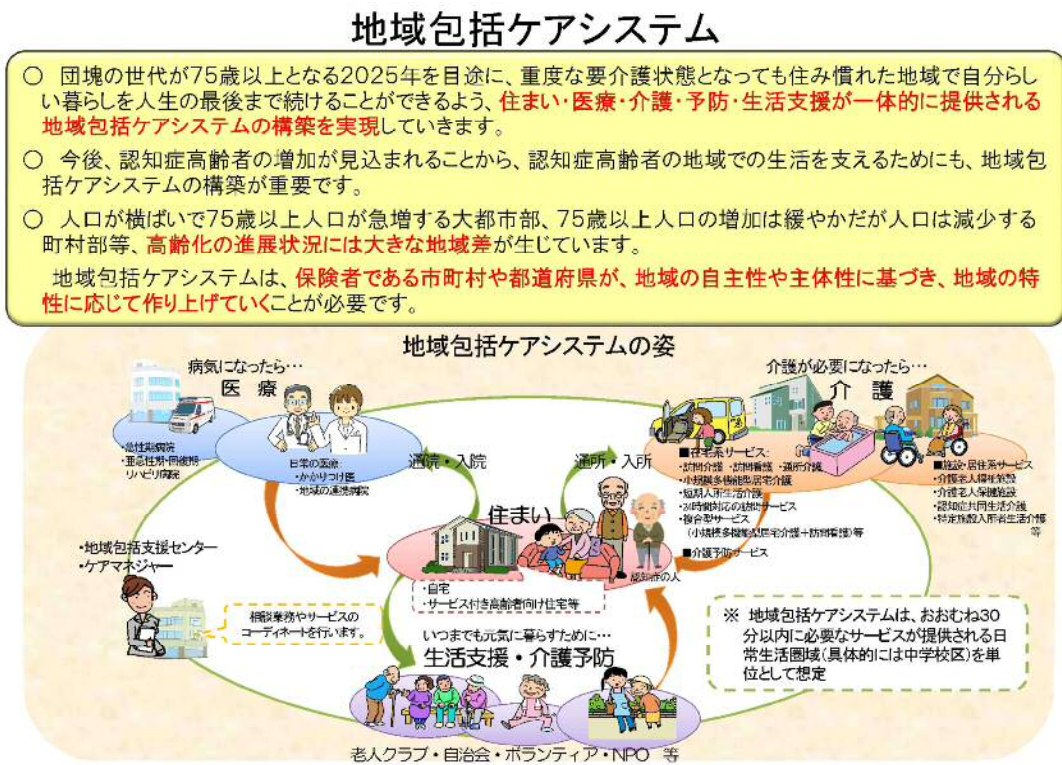 地域包括ケアシステム
○ 団塊の世代が75歳以上となる2025年を目途に、重度な要介護状態となっても住み慣れた地域で自分らし
い暮らしを人生の最後まで続けることができるよう、住まい・医療・介護・予防・生活支援が一体的に提供される
地域包括ケアシステムの構築を実現していきます。
○ 今後、認知症高齢者の増加が見込まれることから、認知症高齢者の地域での生活を支えるためにも、地域包
括ケアシステムの構築が重要です。
○ 人口が横ばいで75歳以上人口が急増する大都市部、75歳以上人口の増加は緩やかだが人口は減少する
町村部等、高齢化の進展状況には大きな地域差が生じています。
地域包括ケアシステムは、保険者である市町村や都道府県が、地域の自主性や主体性に基づき、地域の特
性に応じて作り上げていくことが必要です。
地域包括ケアシステムの姿
病気になったら…
医療
・急性期病院
・亜急性期・回復期
リハビリ病院
日常の医療:
・かかりつけ医
・地域の連携病院
通院・入院
通所・入所
介護が必要になったら…
介護
■在宅系サービス:
・訪問介護 ・訪問看護 ・通所介護
・小規模多機能型居宅介護
・短期入所生活介護
・24時間対応の訪問サービス
・複合型サービス
(小規模多機能型居宅介護+訪問看護)等
■介護予防サービス
■施設・居住系サービス
・介護老人福祉施設
・介護老人保健施設
・認知症共同生活介護
・特定施設入所者生活介護
等
住まい
認知症の人
・自宅
・サービス付き高齢者向け住宅等
・地域包括支援センター
・ケアマネジャー
相談業務やサービスの
コーディネートを行います。
いつまでも元気に暮らすために…
生活支援・介護予防
※ 地域包括ケアシステムは、おおむね30
分以内に必要なサービスが提供される日
常生活圏域(具体的には中学校区)を単
位として想定
老人クラブ・自治会・ボランティア・NPO 等